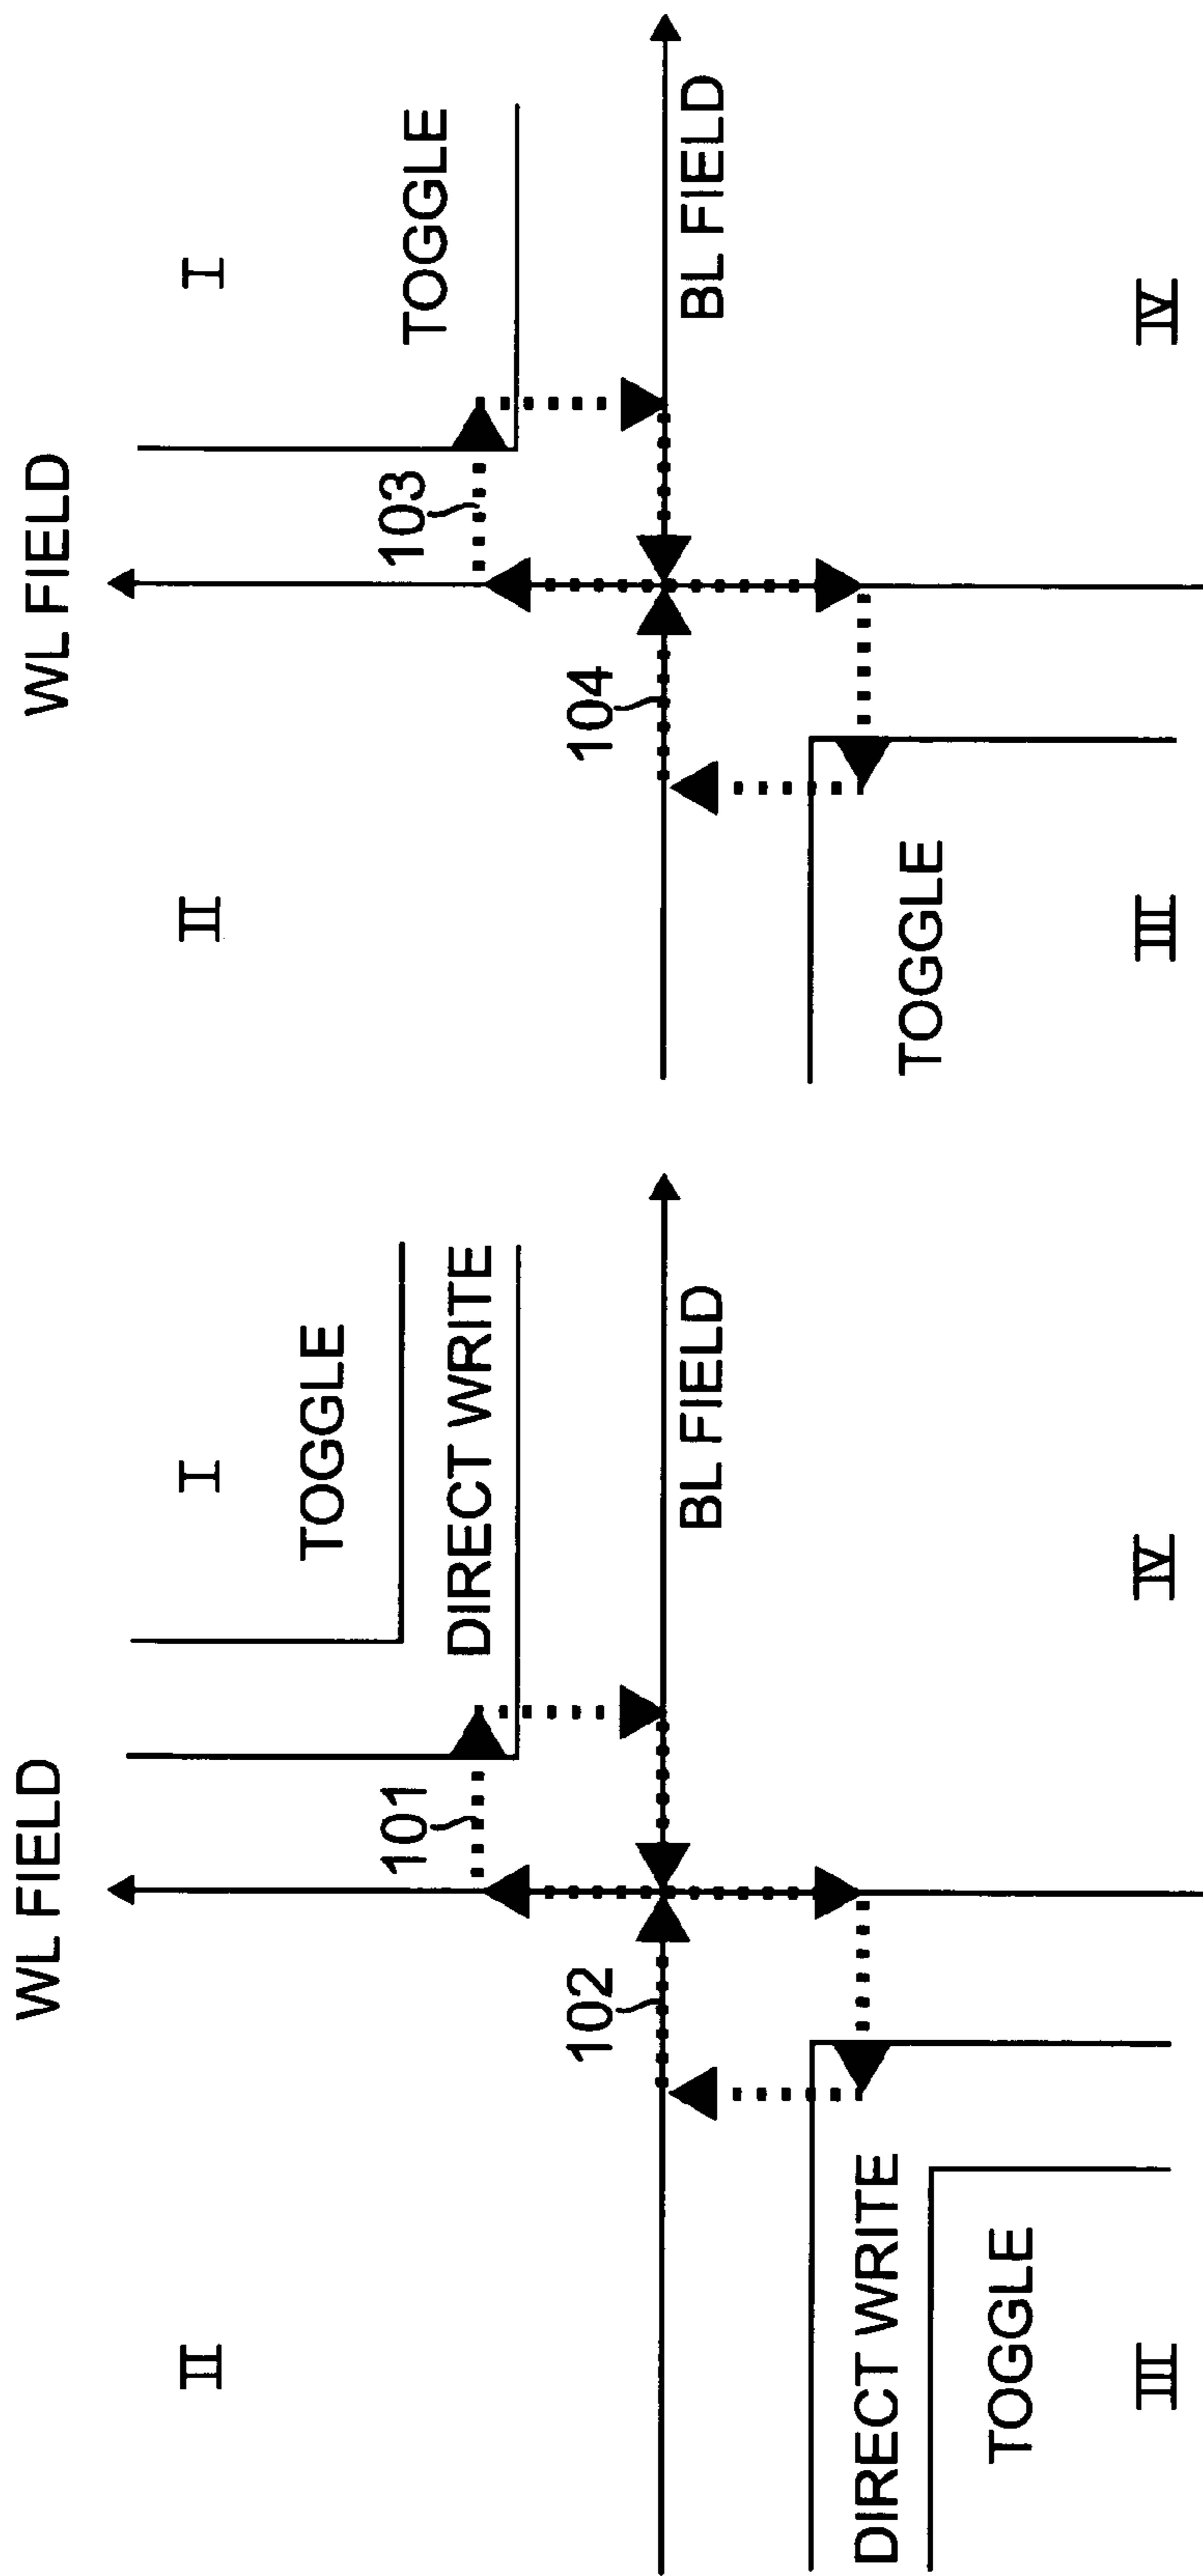 WL FIELD
II
I
TOGGLE
101
DIRECT WRITE
102
BL FIELD
DIRECT WRITE
TOGGLE
III
IV
WL FIELD
II
I
103
TOGGLE
104
BL FIELD
TOGGLE
III
IV